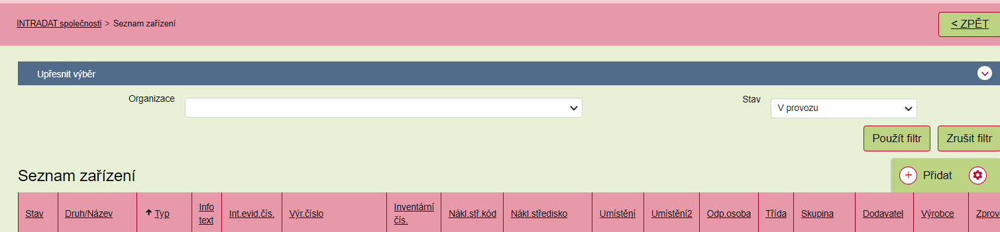 INTRADAT společnosti > Seznam zařízení
< ZPĚT
Upřesnit výběr
Organizace
Stav
V provozu
Použít filtr
Zrušit filtr
Seznam zařízení
+ Přidat
Stav
Druh/Název
Typ
Info
text
Int.evid.čís.
Výr.číslo
Inventární
čís.
Nákl.stř.kód
Nákl.středisko
Umístění
Umístění2
Odp.osoba
Třída
Skupina
Dodavatel
Výrobce
Zprov